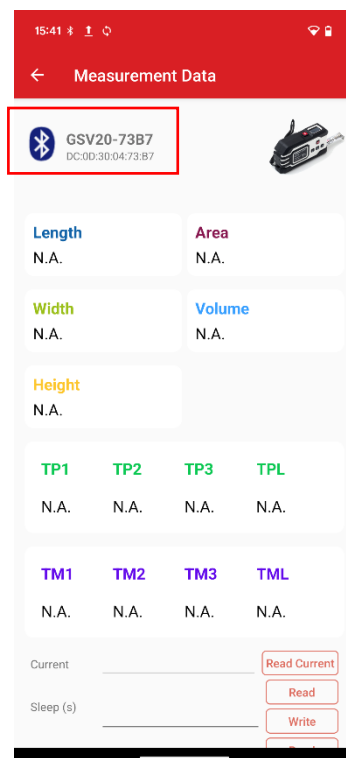 15:41
Measurement Data
GSV20-73B7
DC:0D:30:04:73:B7
Length
N.A.
Area
N.A.
Width
N.A.
Volume
N.A.
Height
N.A.
TP1 TP2 TP3 TPL
N.A. N.A. N.A. N.A.
TM1 TM2 TM3 TML
N.A. N.A. N.A. N.A.
Current
Read Current
Sleep (s)
Read
Write